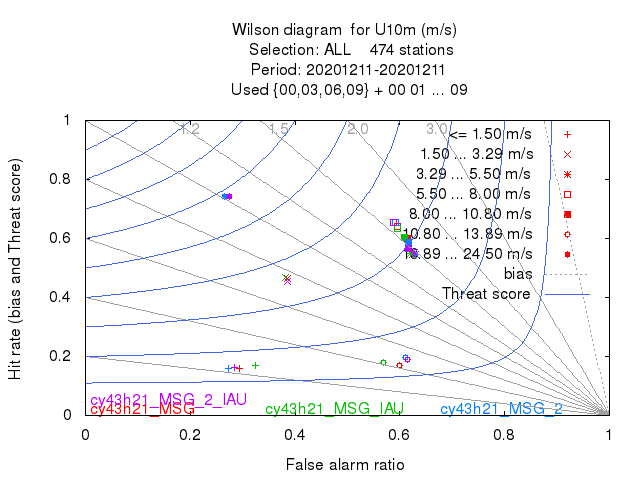 Wilson diagram for U10m (m/s)
Selection: ALL 474 stations
Period: 20201211-20201211
Used {00,03,06,09} + 00 01 ... 09
Hit rate (bias and Threat score)
1
0.8
0.6
0.4
0.2
0
1.2
1.5
2.0
3.0
<= 1.50 m/s
1.50 ... 3.29 m/s
3.29 ... 5.50 m/s
5.50 ... 8.00 m/s
8.00 ... 10.80 m/s
10.80 ... 13.89 m/s
13.89 ... 24.50 m/s
bias
Threat score
cy43h21_MSG_2_IAU
cy43h21_MSG
cy43h21_MSG_IAU
cy43h21_MSG_2
0 0.2 0.4 0.6 0.8 1
False alarm ratio